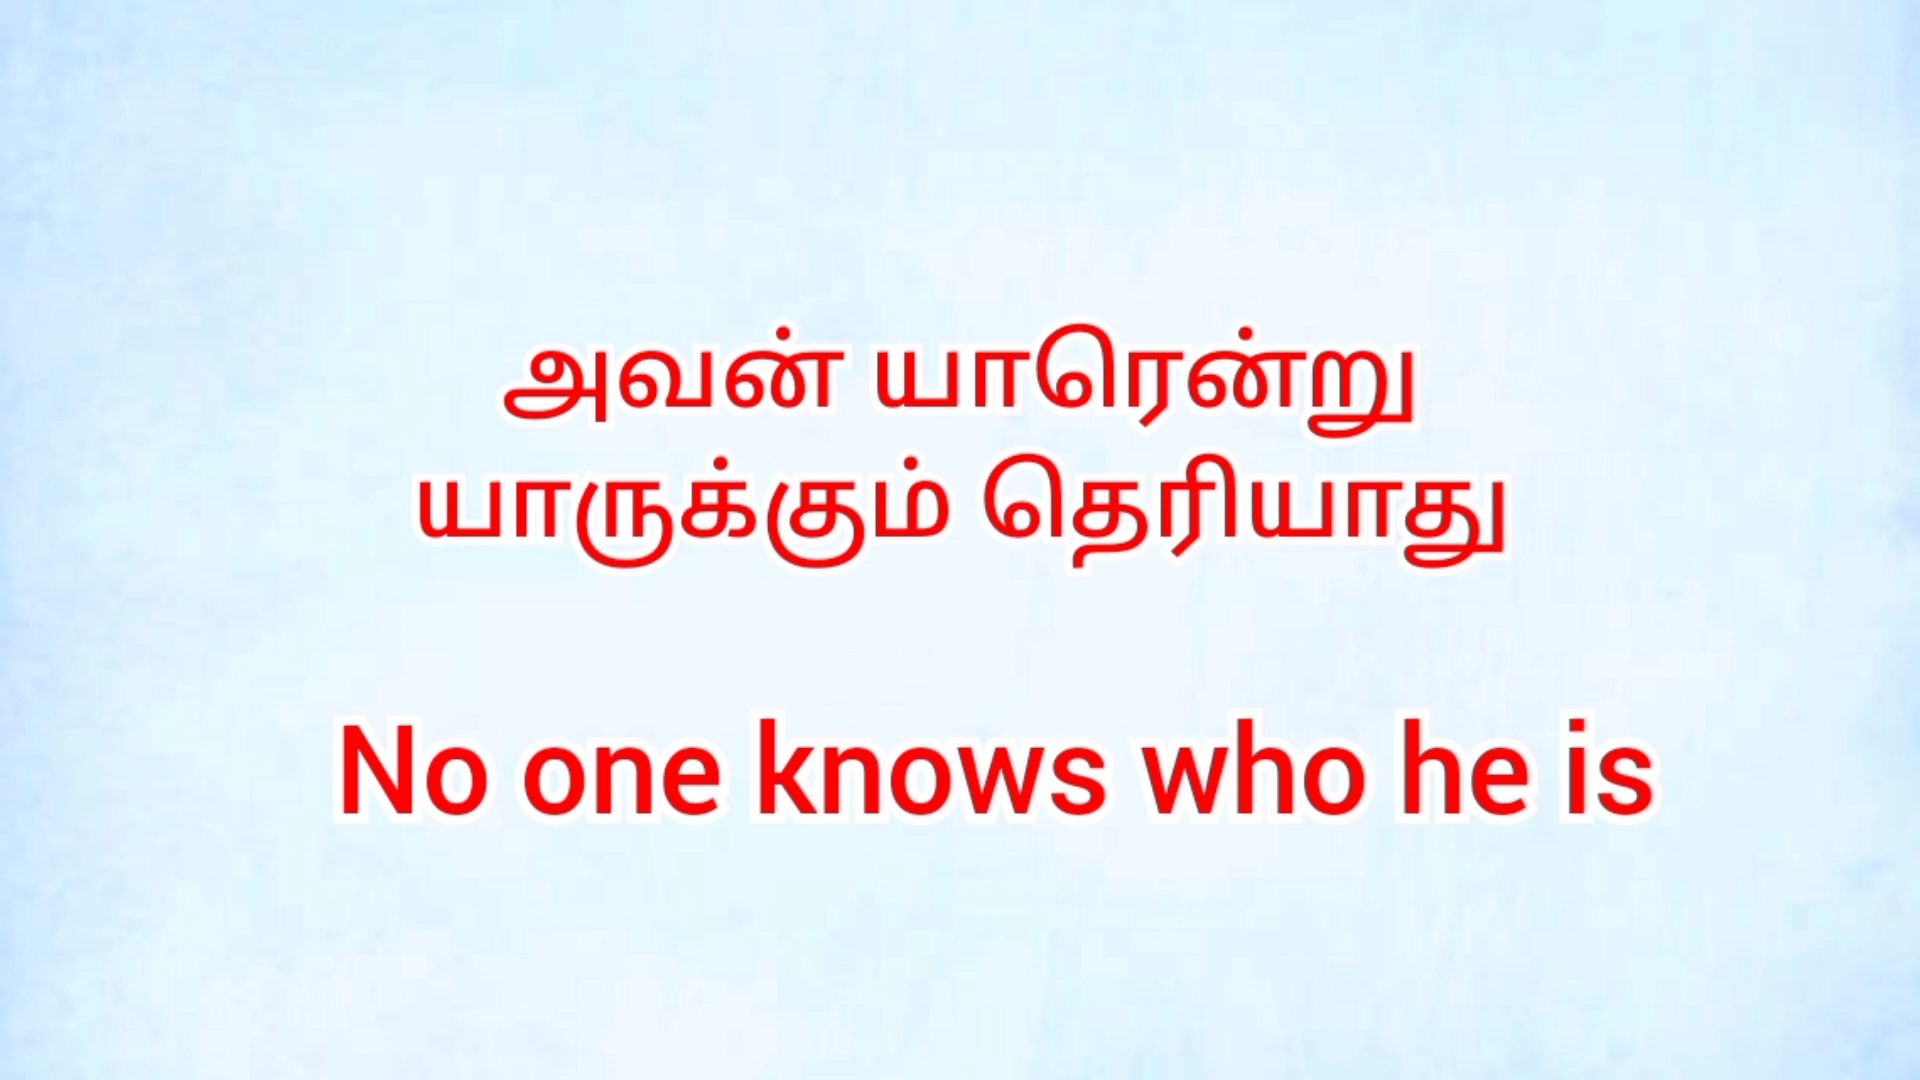 அவன் யாரென்று
யாருக்கும் தெரியாது
No one knows who he is